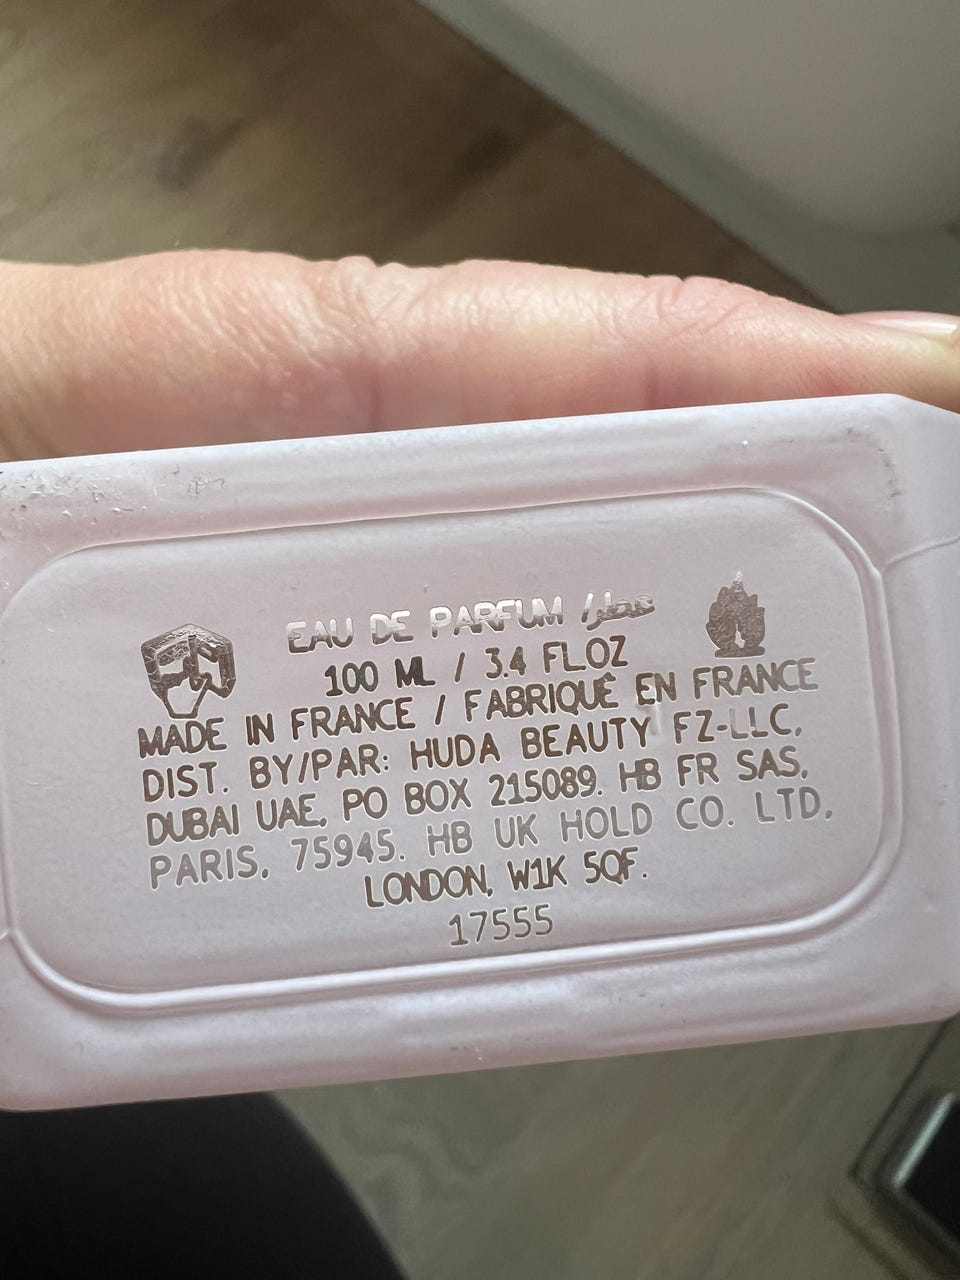 EAU DE PARFUM / عطر
100 ML / 3.4 FL.OZ
MADE IN FRANCE / FABRIQUÉ EN FRANCE
DIST. BY/PAR: HUDA BEAUTY FZ-LLC,
DUBAI UAE, PO BOX 215089. HB FR SAS,
PARIS, 75945. HB UK HOLD CO. LTD,
LONDON, W1K 5QF.
17555